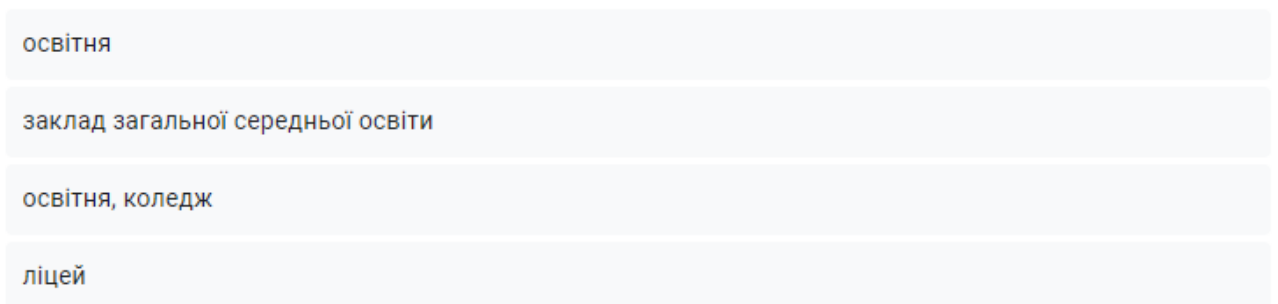 освітня
заклад загальної середньої освіти
освітня, коледж
ліцей